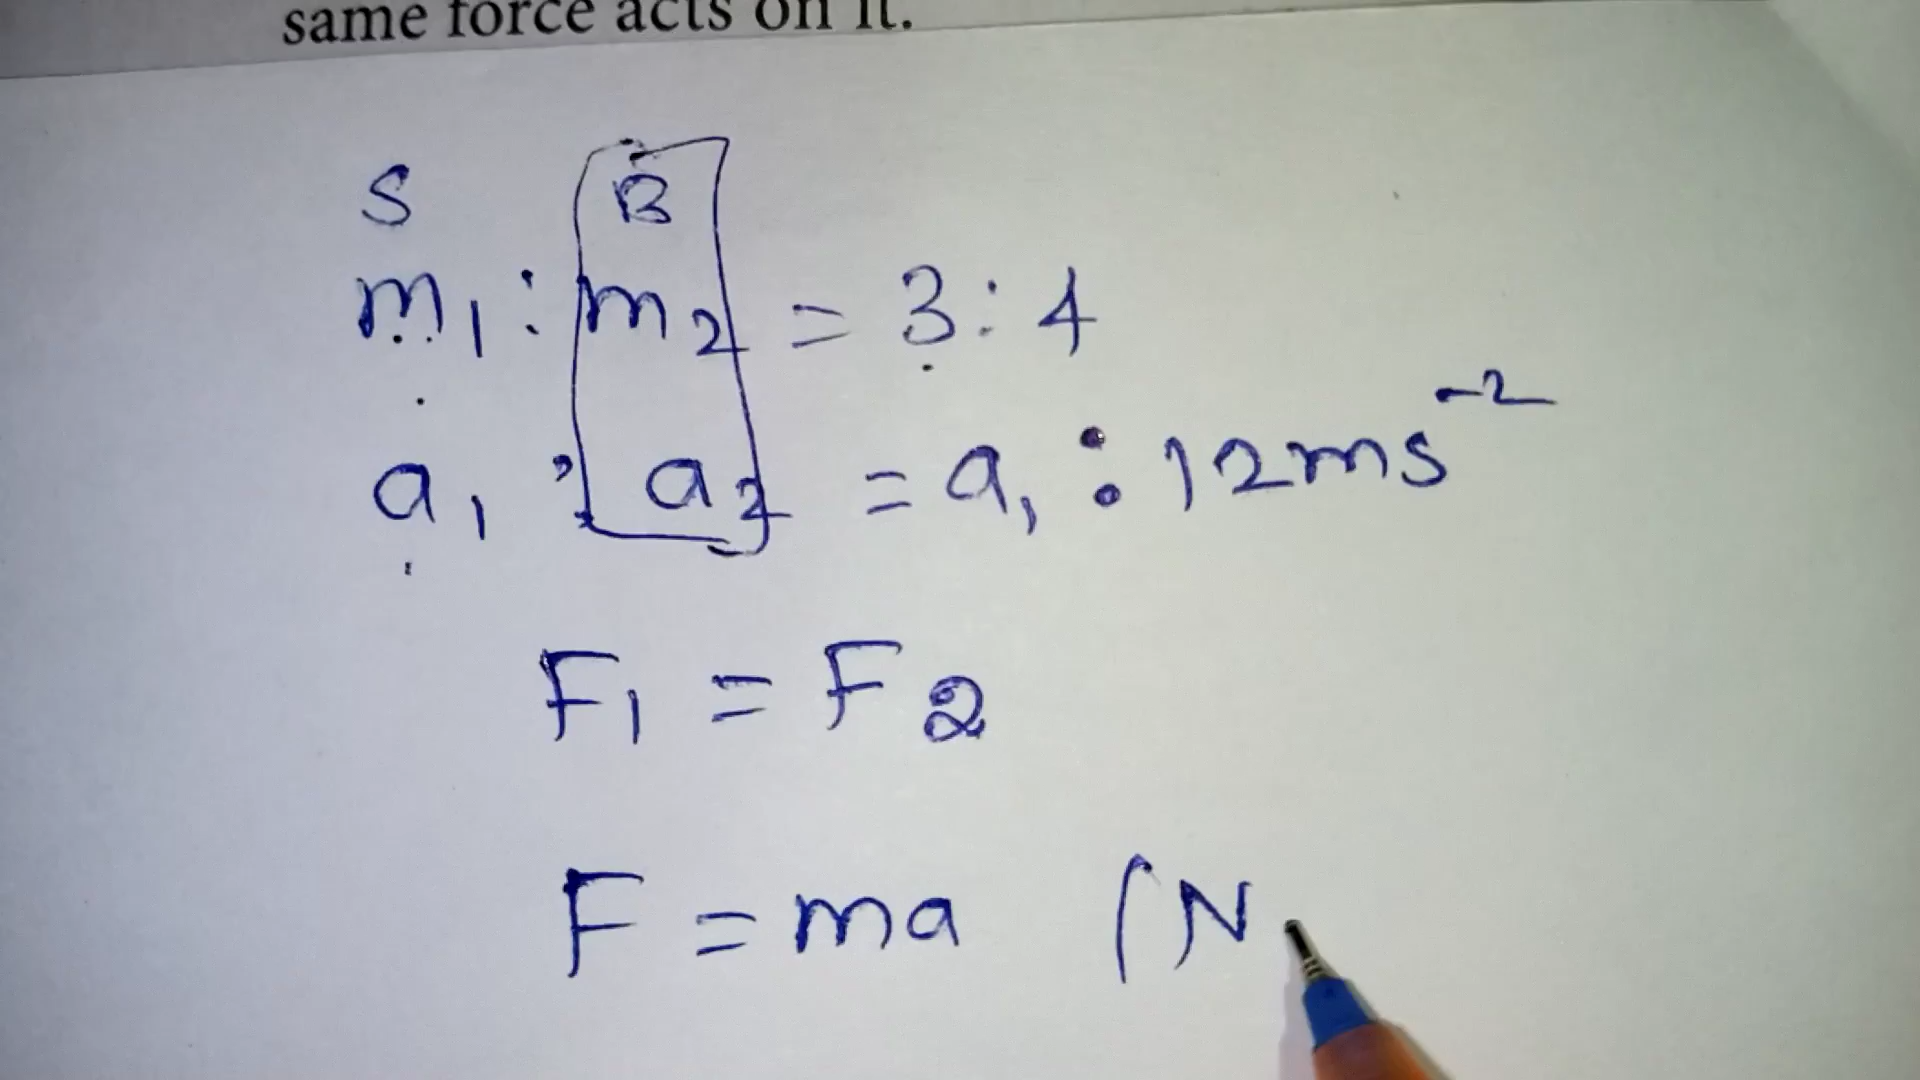 same force acts on it.
S B
m1 : m2 = 3 : 4
a1 : a2 = a1 : 12ms⁻²
F1 = F2
F = ma (N